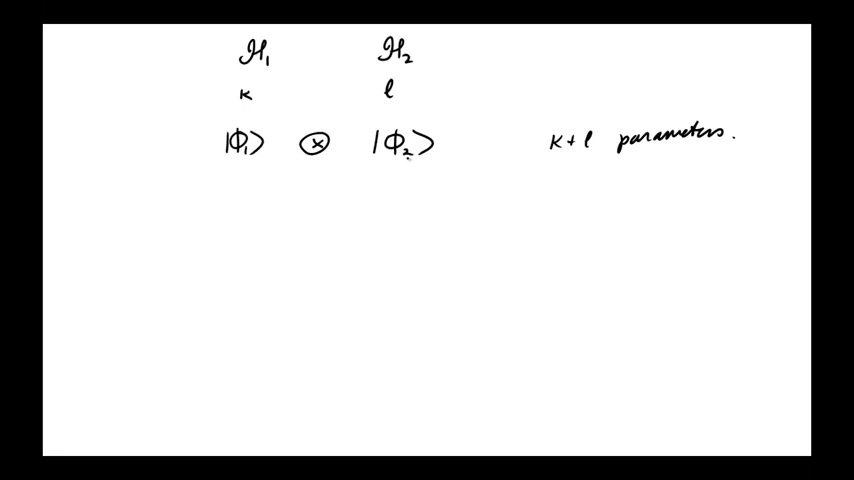 ℋ₁ ℋ₂
k l
|Φ₁⟩ ⊗ |Φ₂⟩ k + l parameters.